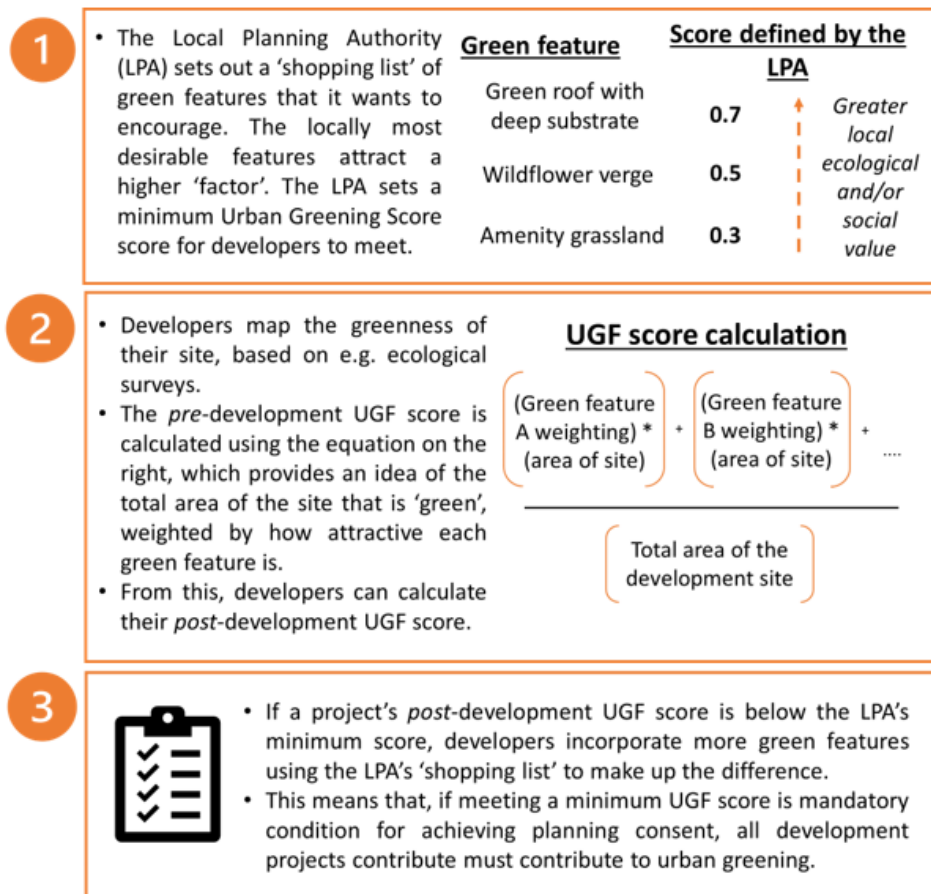 1
• The Local Planning Authority
(LPA) sets out a ‘shopping list’ of
green features that it wants to
encourage. The locally most
desirable features attract a
higher ‘factor’. The LPA sets a
minimum Urban Greening Score
score for developers to meet.
Green feature
Score defined by the
LPA
Green roof with
deep substrate
0.7
Wildflower verge
0.5
Amenity grassland
0.3
Greater
local
ecological
and/or
social
value
2
• Developers map the greenness of
their site, based on e.g. ecological
surveys.
• The pre-development UGF score is
calculated using the equation on the
right, which provides an idea of the
total area of the site that is ‘green’,
weighted by how attractive each
green feature is.
• From this, developers can calculate
their post-development UGF score.
UGF score calculation
(Green feature
A weighting) *
(area of site)
+
(Green feature
B weighting) *
(area of site)
+
....
Total area of the
development site
3
• If a project’s post-development UGF score is below the LPA’s
minimum score, developers incorporate more green features
using the LPA’s ‘shopping list’ to make up the difference.
• This means that, if meeting a minimum UGF score is mandatory
condition for achieving planning consent, all development
projects contribute must contribute to urban greening.